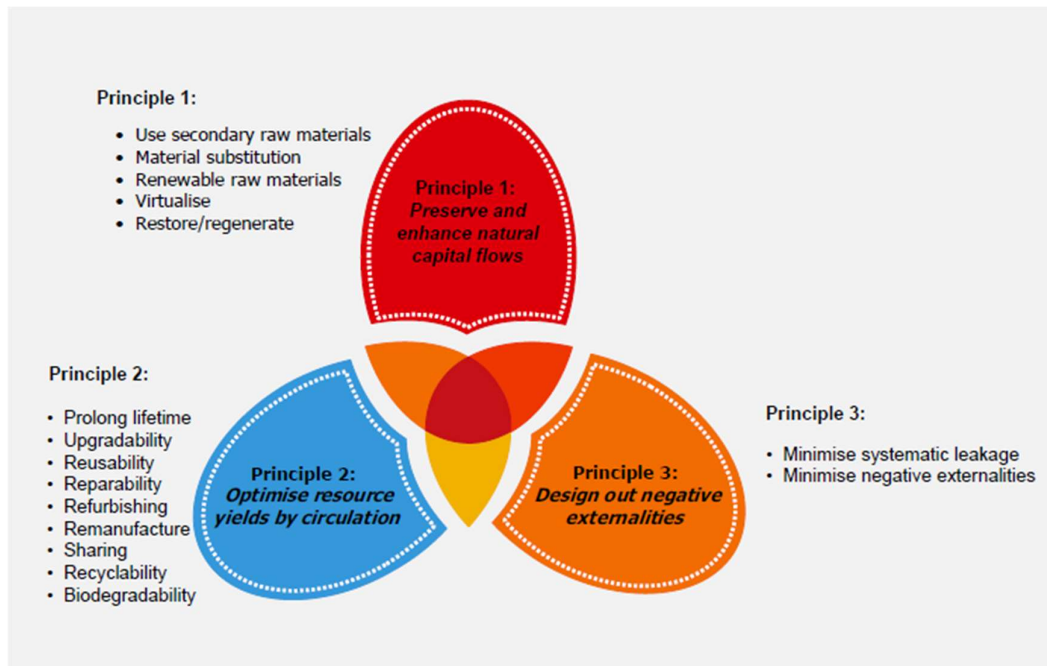 Principle 1:
• Use secondary raw materials
• Material substitution
• Renewable raw materials
• Virtualise
• Restore/regenerate
Principle 1:
Preserve and
enhance natural
capital flows
Principle 2:
• Prolong lifetime
• Upgradability
• Reusability
• Reparability
• Refurbishing
• Remanufacture
• Sharing
• Recyclability
• Biodegradability
Principle 2:
Optimise resource
yields by circulation
Principle 3:
Design out negative
externalities
Principle 3:
• Minimise systematic leakage
• Minimise negative externalities